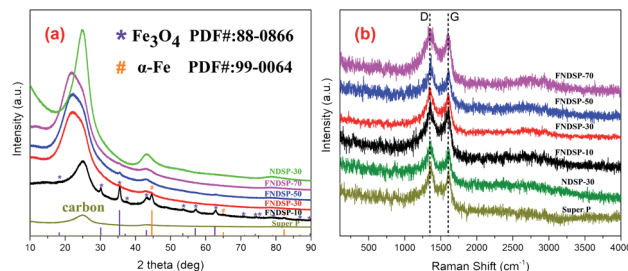 (a)
* Fe₃O₄ PDF#:88-0866
# α-Fe PDF#:99-0064
Intensity (a.u.)
NDSP-30
FNDSP-70
FNDSP-50
FNDSP-30
FNDSP-10
Super P
carbon
* * * * * * * * * *
# # #
10 20 30 40 50 60 70 80 90
2 theta (deg)
(b)
D G
Intensity (a.u.)
FNDSP-70
FNDSP-50
FNDSP-30
FNDSP-10
NDSP-30
Super P
500 1000 1500 2000 2500 3000 3500 4000
Raman Shift (cm⁻¹)